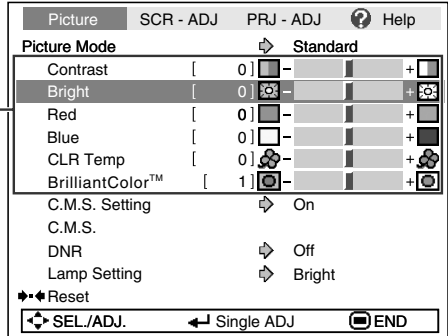 Picture SCR - ADJ PRJ - ADJ ? Help
Picture Mode Standard
Contrast [ 0 ] - +
Bright [ 0 ] - +
Red [ 0 ] - +
Blue [ 0 ] - +
CLR Temp [ 0 ] - +
BrilliantColor™ [ 1 ] - +
C.M.S. Setting On
C.M.S.
DNR Off
Lamp Setting Bright
Reset
SEL./ADJ. Single ADJ END